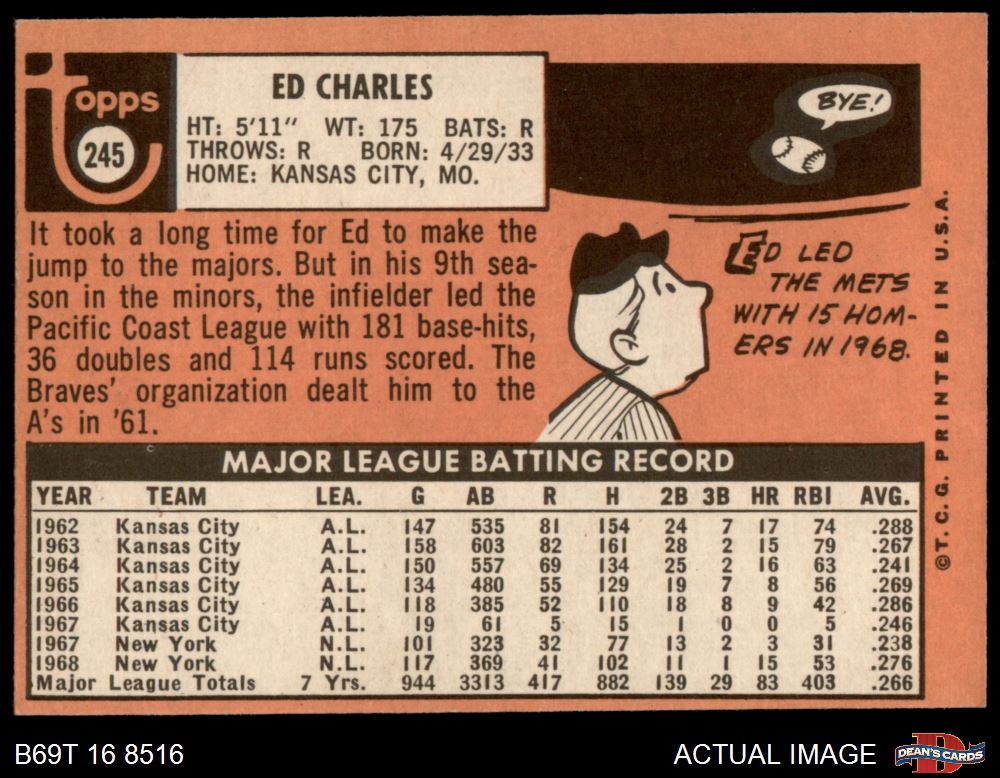 Topps
245
ED CHARLES
HT: 5'11" WT: 175 BATS: R
THROWS: R BORN: 4/29/33
HOME: KANSAS CITY, MO.
BYE!
It took a long time for Ed to make the
jump to the majors. But in his 9th sea-
son in the minors, the infielder led the
Pacific Coast League with 181 base-hits,
36 doubles and 114 runs scored. The
Braves' organization dealt him to the
A's in '61.
ED LED
THE METS
WITH 15 HOM-
ERS IN 1968.
©T. C. G. PRINTED IN U.S.A.
MAJOR LEAGUE BATTING RECORD
YEAR TEAM LEA. G AB R H 2B 3B HR RBI AVG.
1962 Kansas City A.L. 147 535 81 154 24 7 17 74 .288
1963 Kansas City A.L. 158 603 82 161 28 2 15 79 .267
1964 Kansas City A.L. 150 557 69 134 25 2 16 63 .241
1965 Kansas City A.L. 134 480 55 129 19 7 8 56 .269
1966 Kansas City A.L. 118 385 52 110 18 8 9 42 .286
1967 Kansas City A.L. 19 61 5 15 1 0 0 5 .246
1967 New York N.L. 101 323 32 77 13 2 3 31 .238
1968 New York N.L. 117 369 41 102 11 1 15 53 .276
Major League Totals 7 Yrs. 944 3313 417 882 139 29 83 403 .266
B69T 16 8516
ACTUAL IMAGE
D
DEAN'S CARDS